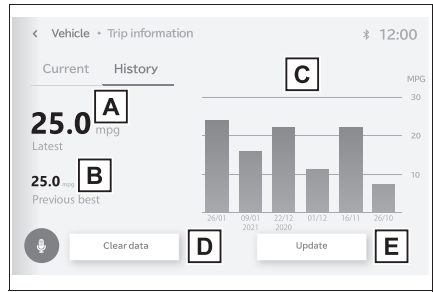 < Vehicle • Trip information
12:00
Current
History
A
C
MPG
25.0 mpg
Latest
B
25.0 mpg
Previous best
30
20
10
26/01
09/01
2021
22/12
2020
01/12
16/11
26/10
Clear data
D
Update
E